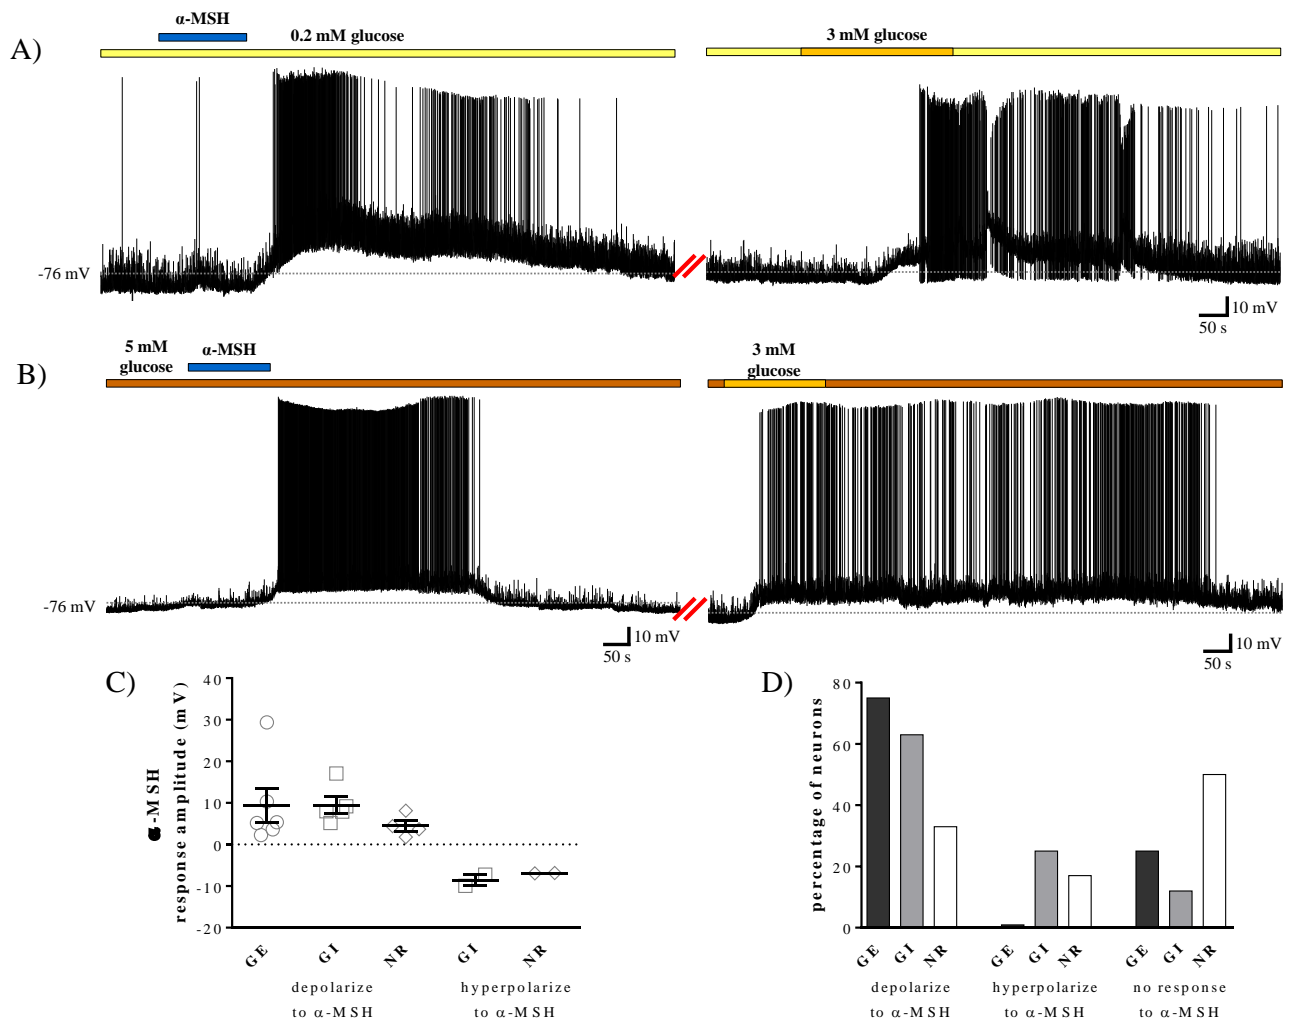 α-MSH
A)
0.2 mM glucose
3 mM glucose
-76 mV
10 mV
50 s
B)
5 mM
glucose
α-MSH
3 mM
glucose
-76 mV
10 mV
50 s
10 mV
50 s
C)
α-MSH
response amplitude (mV)
40
30
20
10
0
-10
-20
GE
GI
NR
GI
NR
depolarize
to α-MSH
hyperpolarize
to α-MSH
D)
percentage of neurons
80
60
40
20
0
GE
GI
NR
GE
GI
NR
GE
GI
NR
depolarize
to α-MSH
hyperpolarize
to α-MSH
no response
to α-MSH